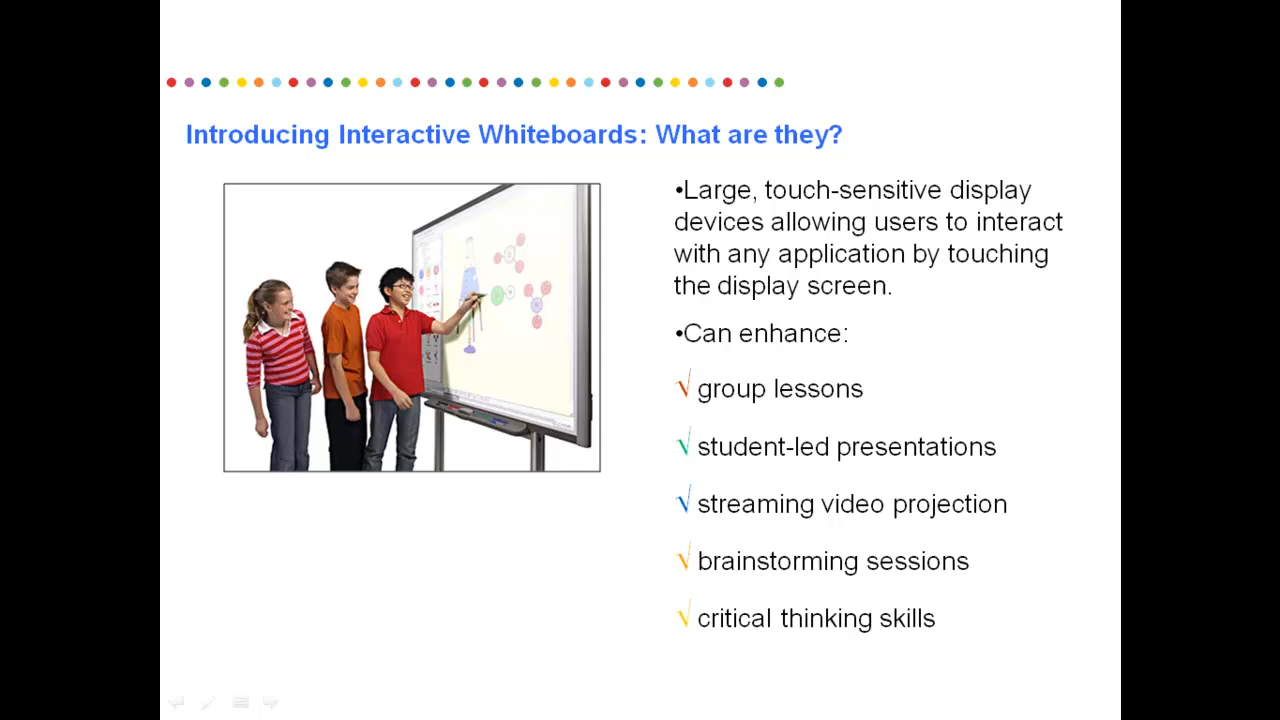 Introducing Interactive Whiteboards: What are they?
•Large, touch-sensitive display
devices allowing users to interact
with any application by touching
the display screen.
•Can enhance:
√ group lessons
√ student-led presentations
√ streaming video projection
√ brainstorming sessions
√ critical thinking skills